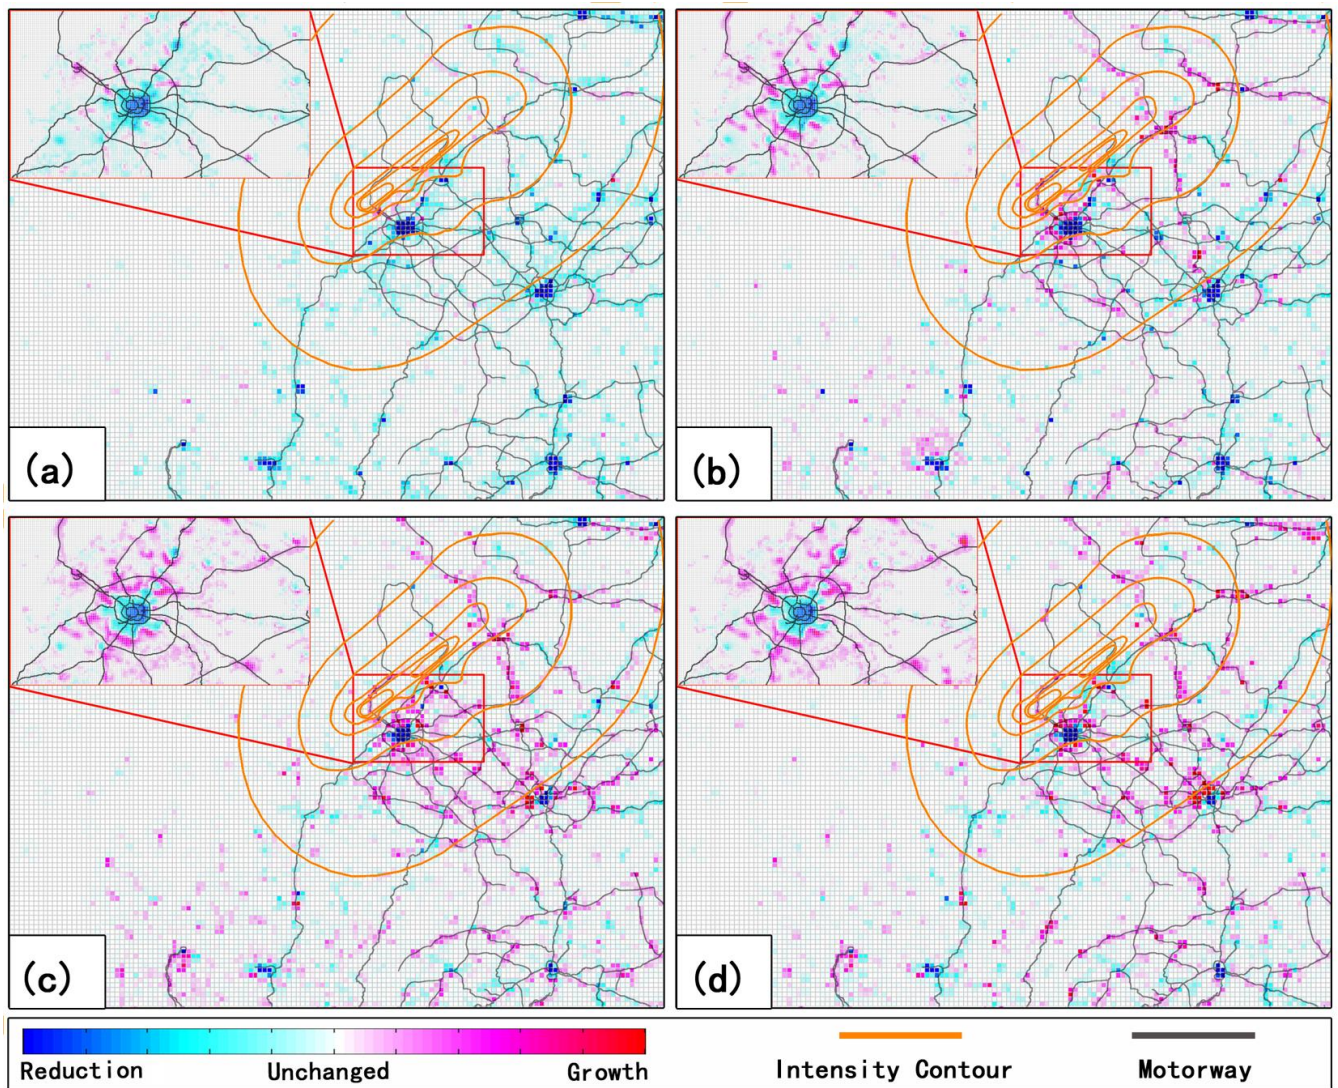 (a)
(b)
(c)
(d)
Reduction Unchanged Growth Intensity Contour Motorway